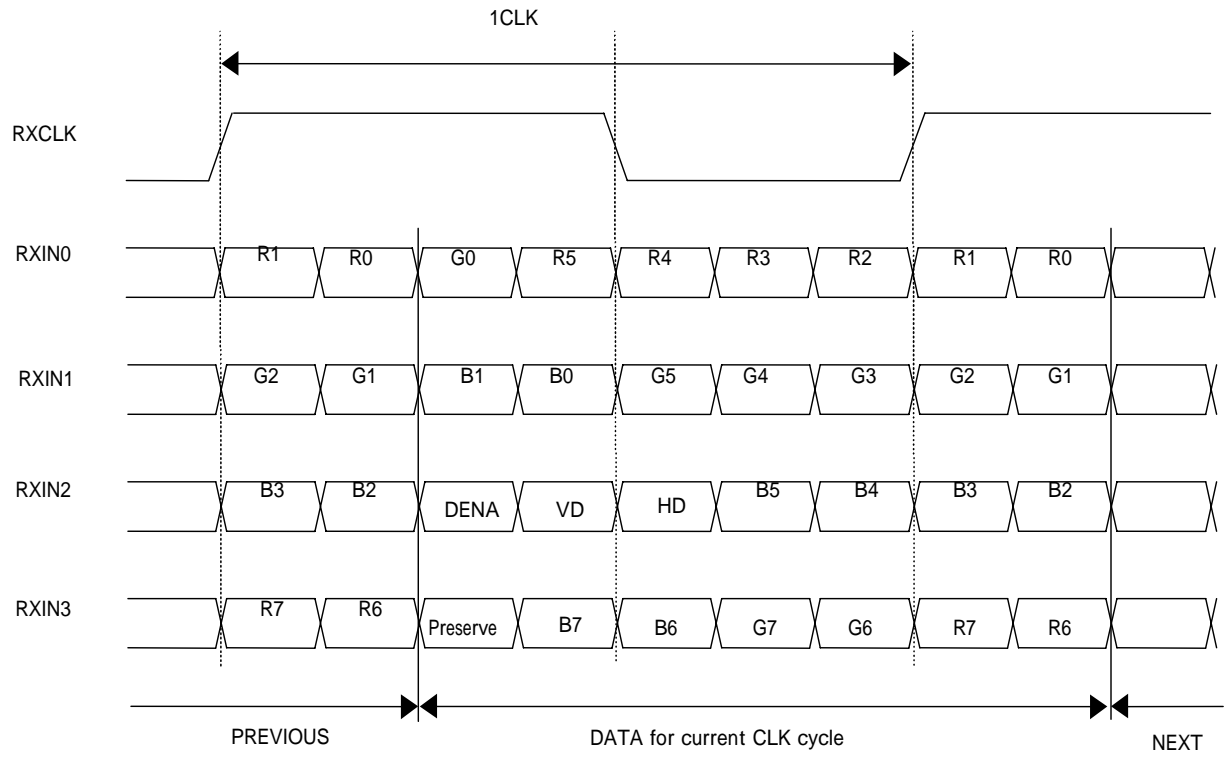 1CLK
RXCLK
RXIN0 R1 R0 G0 R5 R4 R3 R2 R1 R0
RXIN1 G2 G1 B1 B0 G5 G4 G3 G2 G1
RXIN2 B3 B2 DENA VD HD B5 B4 B3 B2
RXIN3 R7 R6 Preserve B7 B6 G7 G6 R7 R6
PREVIOUS DATA for current CLK cycle NEXT